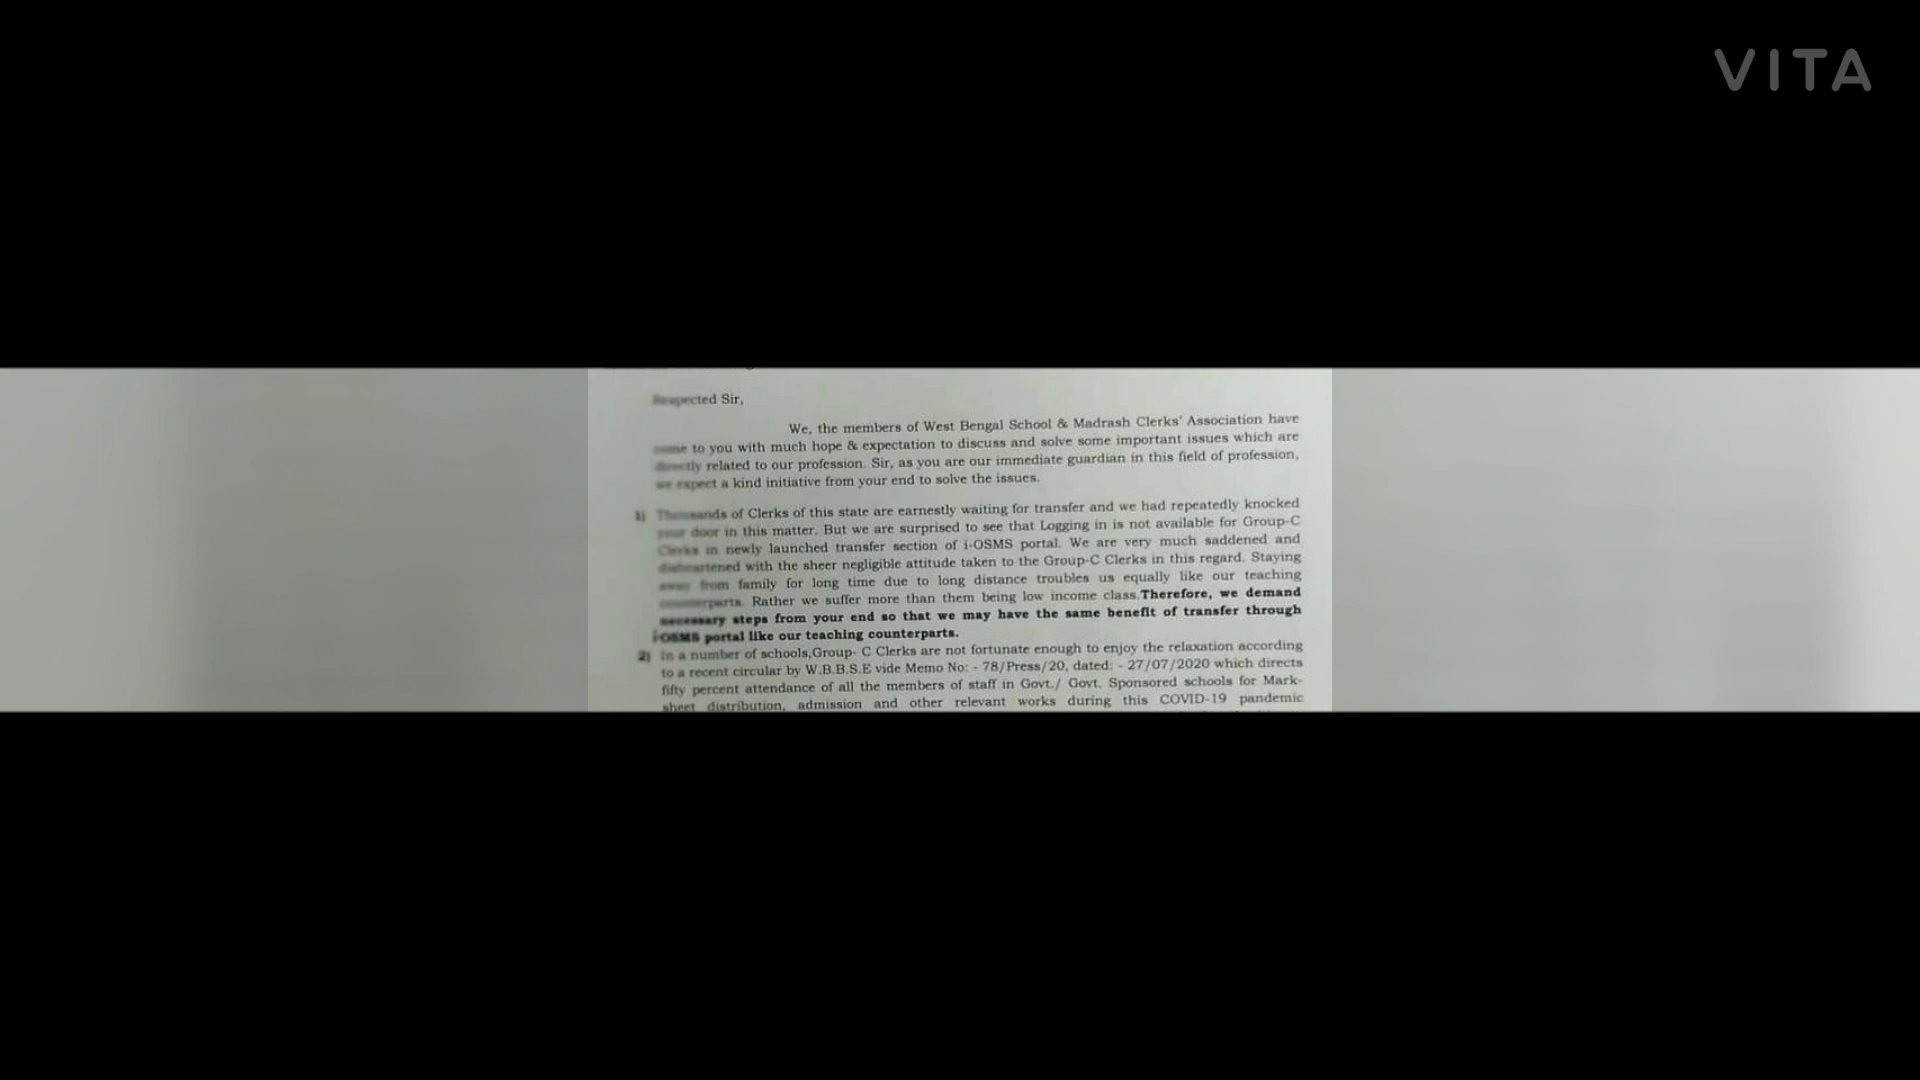 VITA
Respected Sir,
We, the members of West Bengal School & Madrash Clerks' Association have
come to you with much hope & expectation to discuss and solve some important issues which are
directly related to our profession. Sir, as you are our immediate guardian in this field of profession,
we expect a kind initiative from your end to solve the issues.
1) Thousands of Clerks of this state are earnestly waiting for transfer and we had repeatedly knocked
your door in this matter. But we are surprised to see that Logging in is not available for Group-C
Clerks in newly launched transfer section of i-OSMS portal. We are very much saddened and
disheartened with the sheer negligible attitude taken to the Group-C Clerks in this regard. Staying
away from family for long time due to long distance troubles us equally like our teaching
counterparts. Rather we suffer more than them being low income class.Therefore, we demand
necessary steps from your end so that we may have the same benefit of transfer through
i-OSMS portal like our teaching counterparts.
2) In a number of schools,Group- C Clerks are not fortunate enough to enjoy the relaxation according
to a recent circular by W.B.B.S.E vide Memo No: - 78/Press/20, dated: - 27/07/2020 which directs
fifty percent attendance of all the members of staff in Govt./ Govt. Sponsored schools for Mark-
sheet distribution, admission and other relevant works during this COVID-19 pandemic